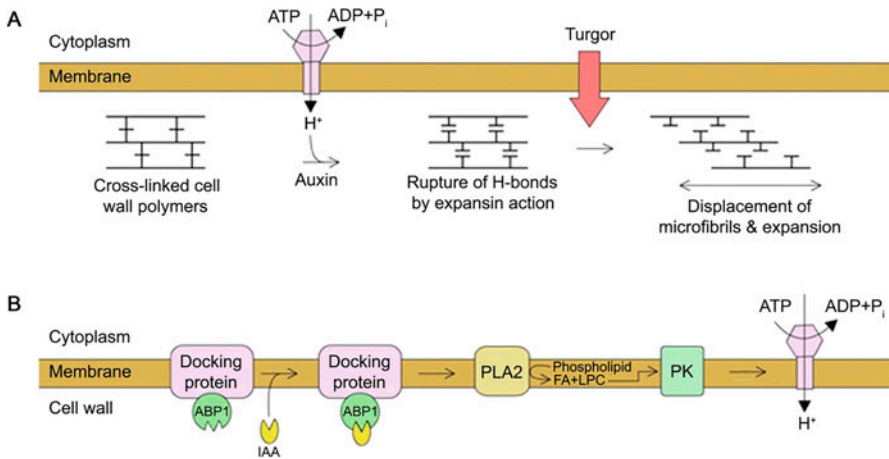 A
ATP
ADP+Pi
Cytoplasm
Turgor
Membrane
H+
Auxin
Cross-linked cell
wall polymers
Rupture of H-bonds
by expansin action
Displacement of
microfibrils & expansion
B
ATP
ADP+Pi
Cytoplasm
Membrane
Cell wall
Docking
protein
ABP1
IAA
Docking
protein
ABP1
PLA2
Phospholipid
FA+LPC
PK
H+